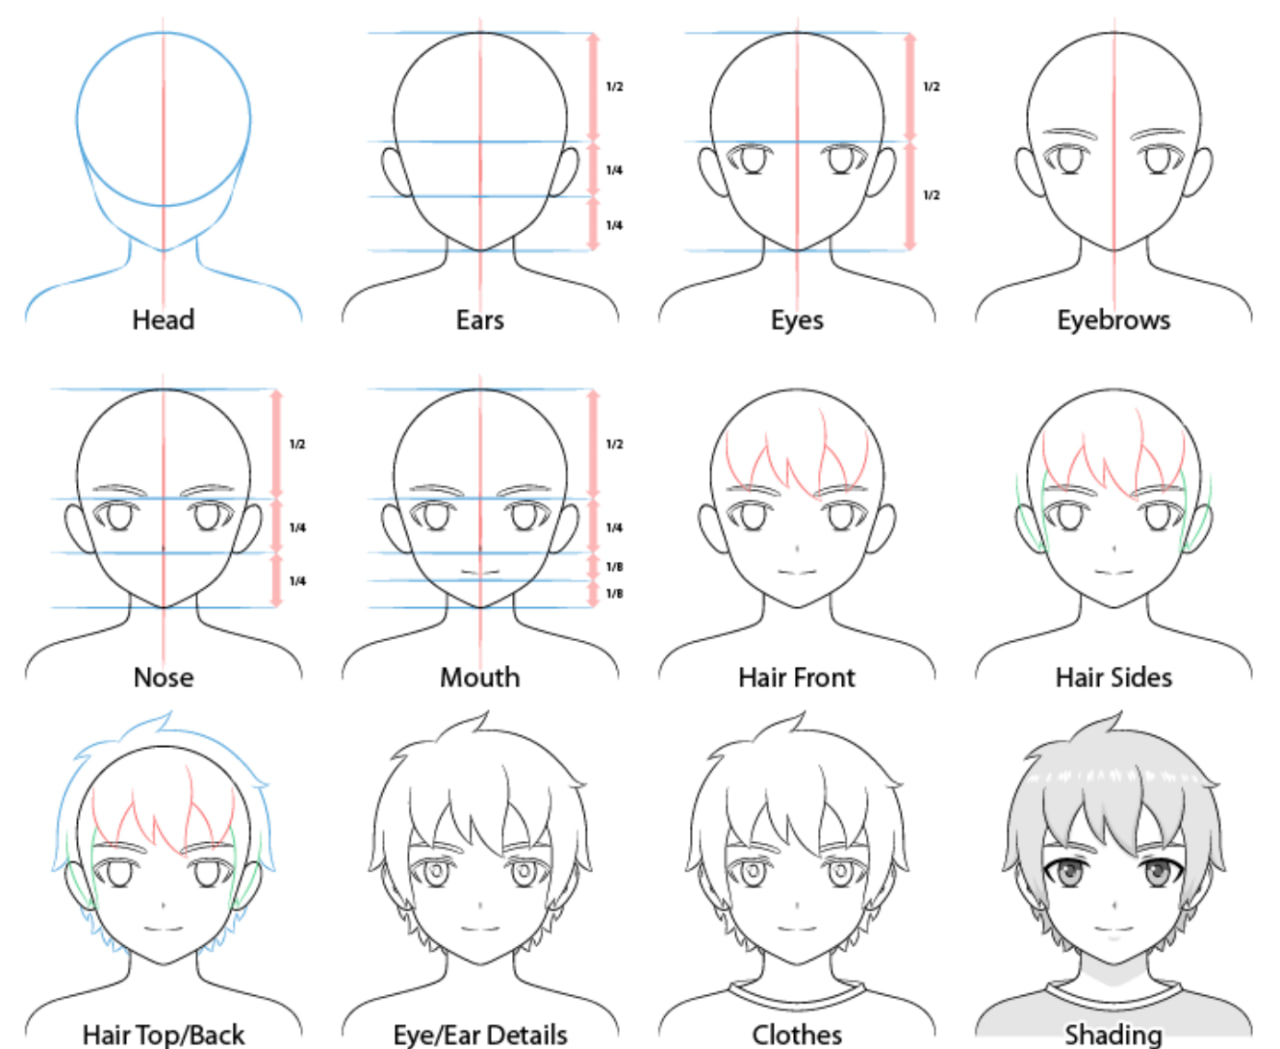 1/2
1/4
1/4
1/2
1/2
Head
Ears
Eyes
Eyebrows
1/2
1/4
1/4
1/2
1/4
1/8
1/8
Nose
Mouth
Hair Front
Hair Sides
Hair Top/Back
Eye/Ear Details
Clothes
Shading